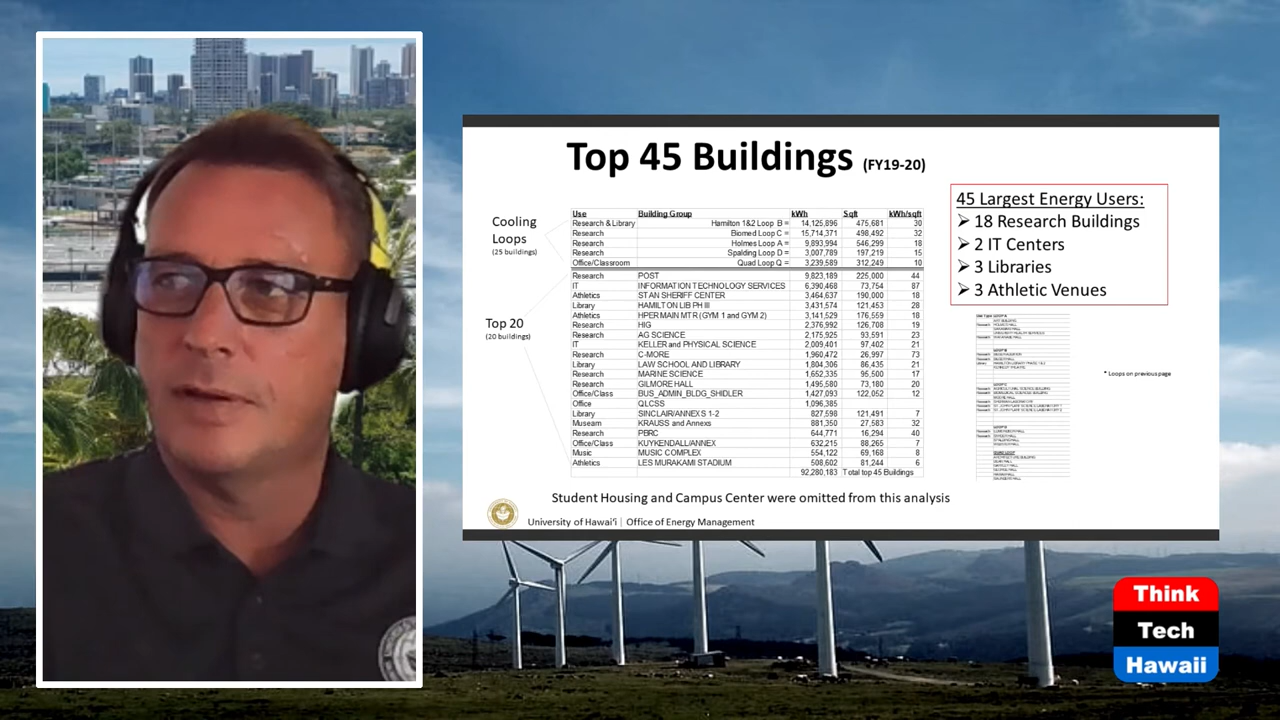 Top 45 Buildings (FY19-20)
Cooling
Loops
(25 buildings)
Top 20
(20 buildings)
Use Building Group kWh Sqft kWh/sqft
Research & Library Hamilton 1&2 Loop B = 14,125,896 475,681 30
Research Biomed Loop C = 15,714,371 498,492 32
Research Holmes Loop A = 9,893,994 546,299 18
Research Spalding Loop D = 3,007,789 197,219 15
Office/Classroom Quad Loop Q = 3,239,589 312,249 10
Research POST 9,823,189 225,000 44
IT INFORMATION TECHNOLOGY SERVICES 6,390,468 73,754 87
Athletics STAN SHERIFF CENTER 3,464,637 190,000 18
Library HAMILTON LIB PH III 3,431,574 121,453 28
Athletics HPER MAIN MTR (GYM 1 and GYM 2) 3,141,529 176,559 18
Research HIG 2,376,992 126,708 19
Research AG SCIENCE 2,175,925 93,591 23
IT KELLER and PHYSICAL SCIENCE 2,009,401 97,402 21
Research C-MORE 1,960,472 26,997 73
Library LAW SCHOOL AND LIBRARY 1,804,306 86,435 21
Research MARINE SCIENCE 1,652,335 95,500 17
Research GILMORE HALL 1,495,580 73,180 20
Office/Class BUS_ADMIN_BLDG_SHIDLER 1,427,093 122,052 12
Office QLCSS 1,096,385
Library SINCLAIR/ANNEXS 1-2 827,598 121,491 7
Museam KRAUSS and Annexs 881,350 27,583 32
Research PBRC 644,771 16,294 40
Office/Class KUYKENDALL/ANNEX 632,215 88,265 7
Music MUSIC COMPLEX 554,122 69,168 8
Athletics LES MURAKAMI STADIUM 508,602 81,244 6
92,280,183 Total top 45 Buildings
45 Largest Energy Users:
➢ 18 Research Buildings
➢ 2 IT Centers
➢ 3 Libraries
➢ 3 Athletic Venues
* Loops on previous page
Student Housing and Campus Center were omitted from this analysis
University of Hawai'i | Office of Energy Management
Think
Tech
Hawaii